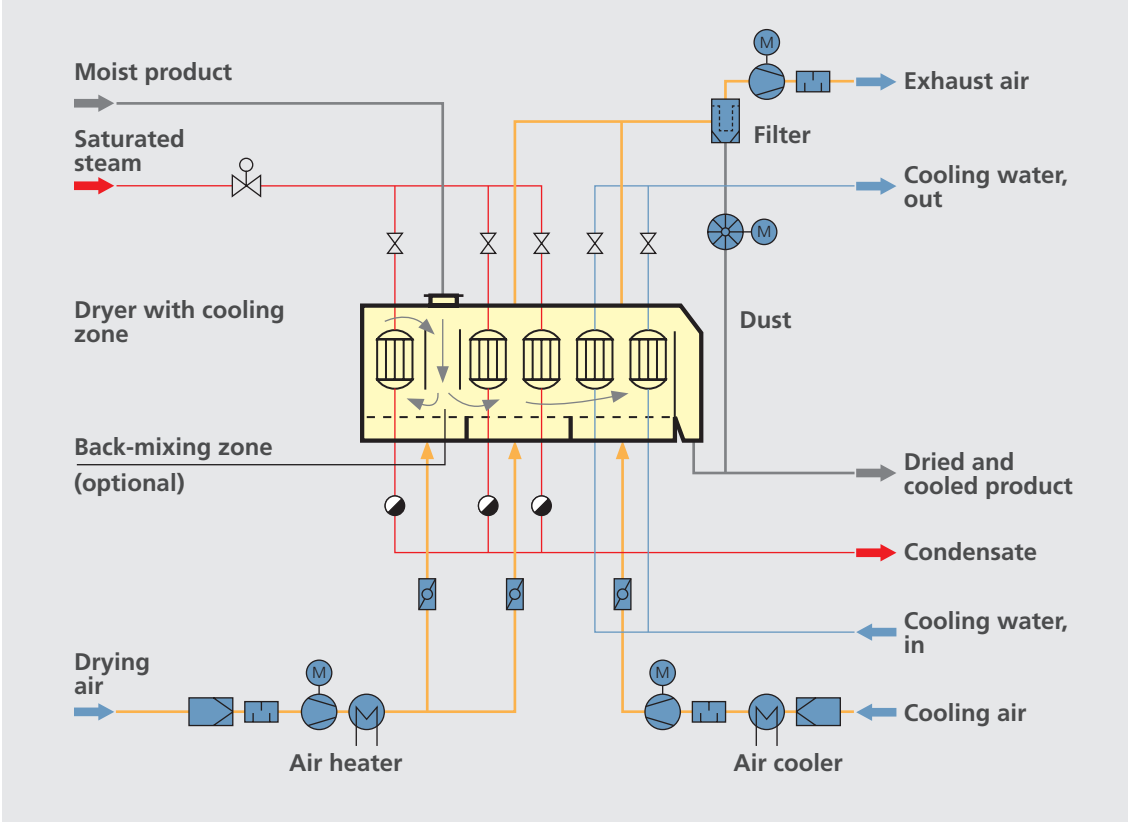 M
Moist product
Exhaust air
Filter
Saturated
steam
Cooling water,
out
M
Dryer with cooling
zone
Dust
Back-mixing zone
(optional)
Dried and
cooled product
Condensate
Cooling water,
in
Drying
air
M
M
Cooling air
Air heater
Air cooler